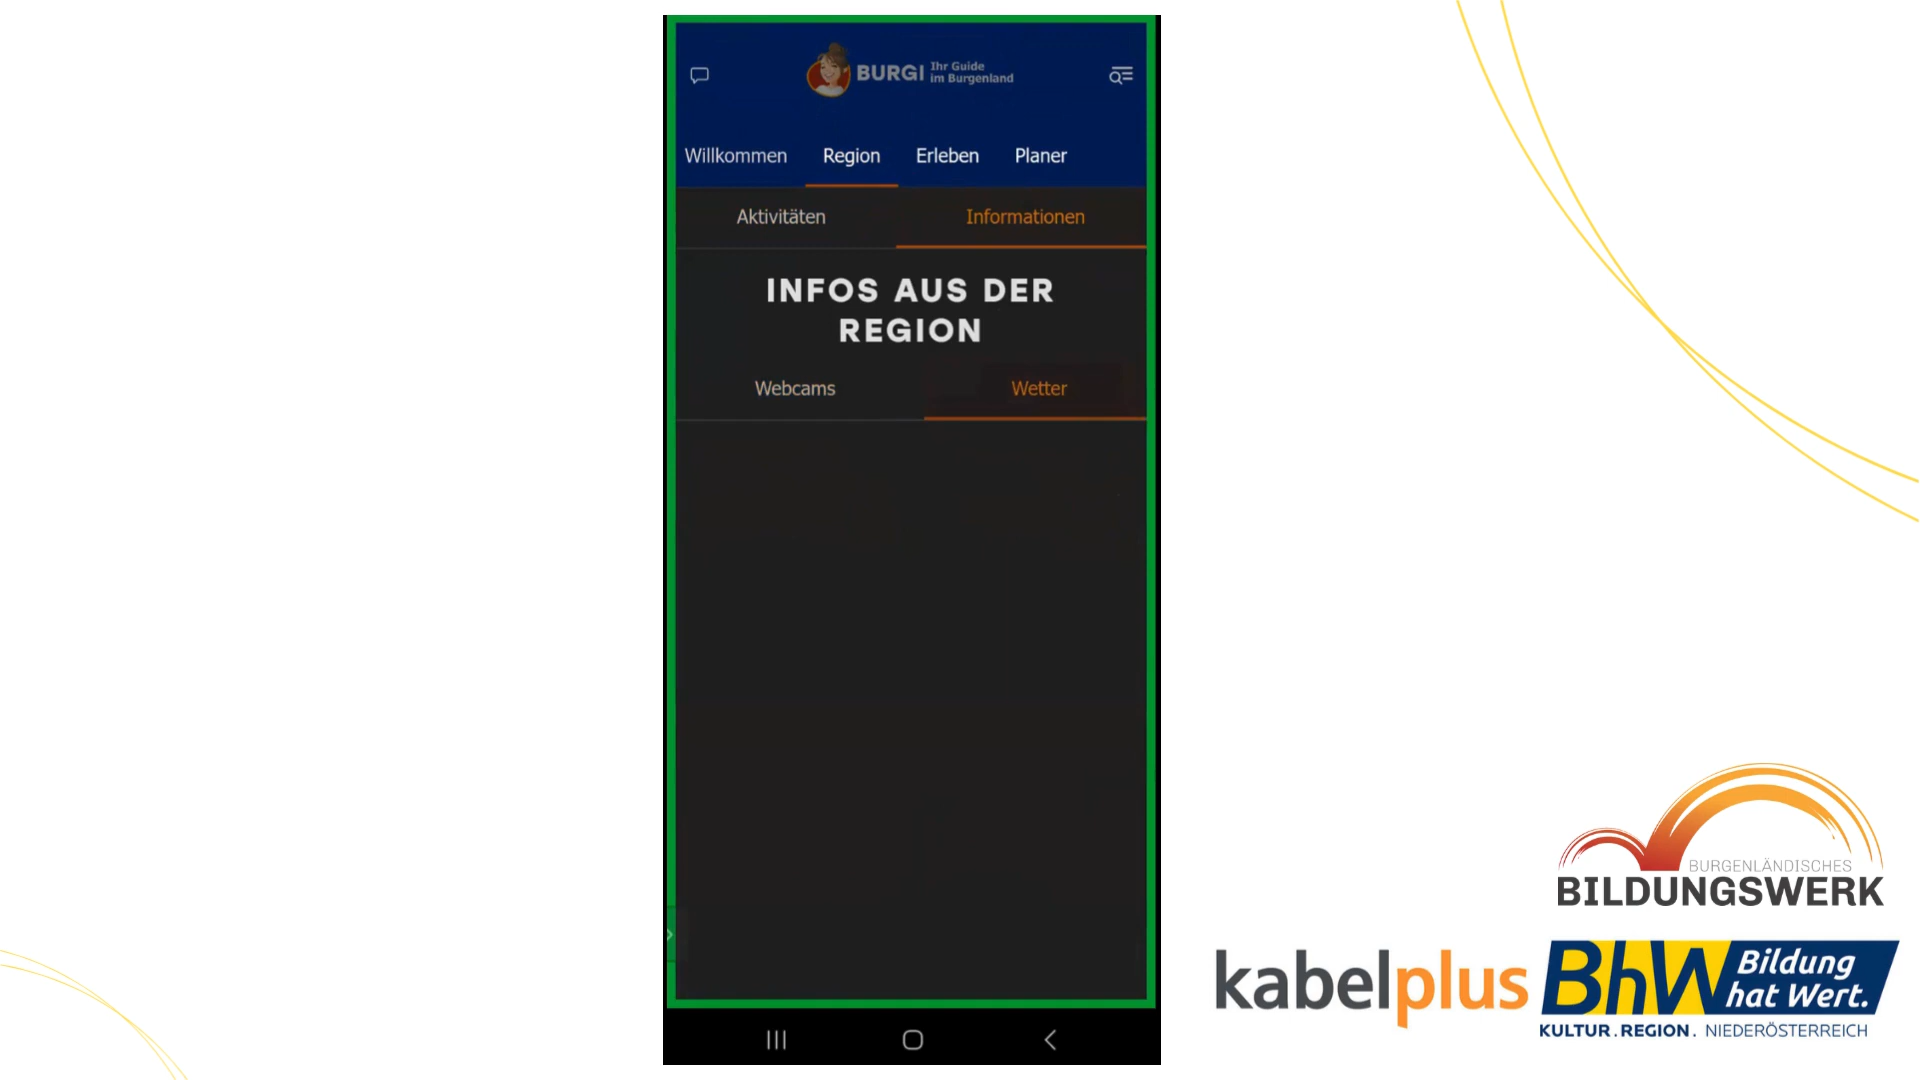 BURGI Ihr Guide
im Burgenland
Willkommen Region Erleben Planer
Aktivitäten Informationen
INFOS AUS DER
REGION
Webcams Wetter
BURGENLÄNDISCHES
BILDUNGSWERK
kabelplus
BhW Bildung
hat Wert.
KULTUR.REGION. NIEDERÖSTERREICH